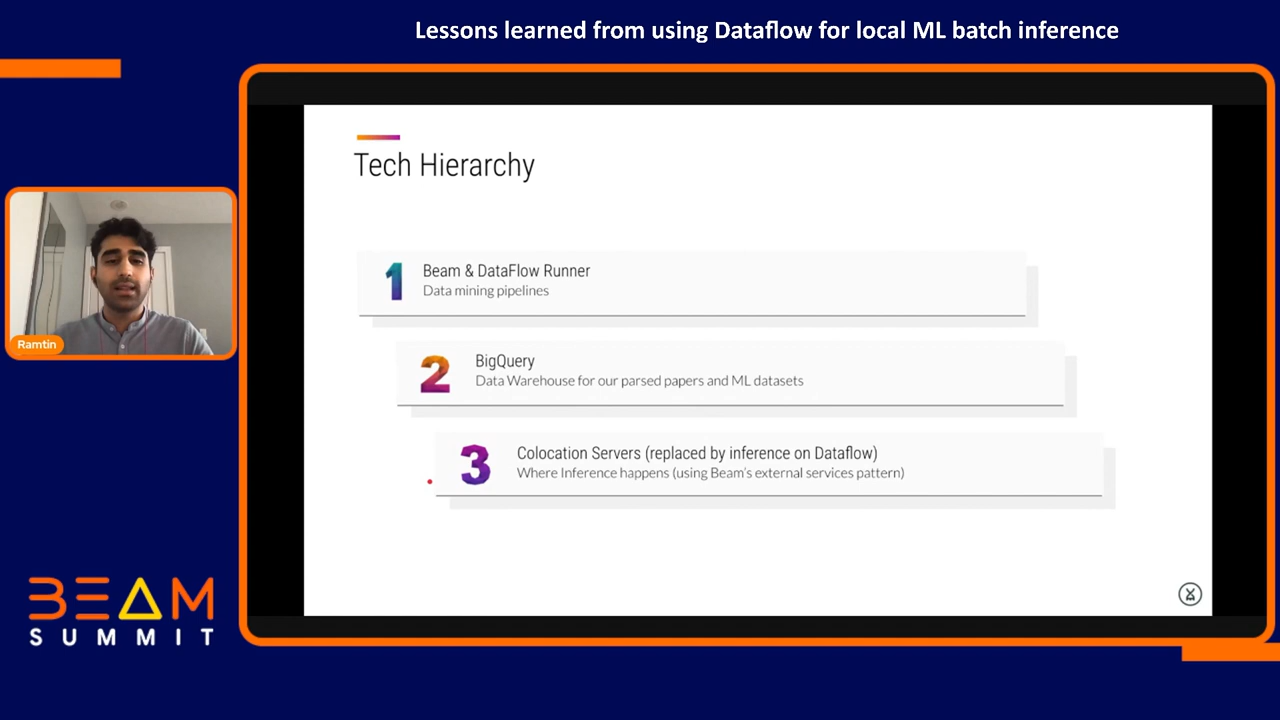 Lessons learned from using Dataflow for local ML batch inference
Tech Hierarchy
1
Beam & DataFlow Runner
Data mining pipelines
2
BigQuery
Data Warehouse for our parsed papers and ML datasets
3
Colocation Servers (replaced by inference on Dataflow)
Where Inference happens (using Beam's external services pattern)
Ramtin
BEAM
SUMMIT